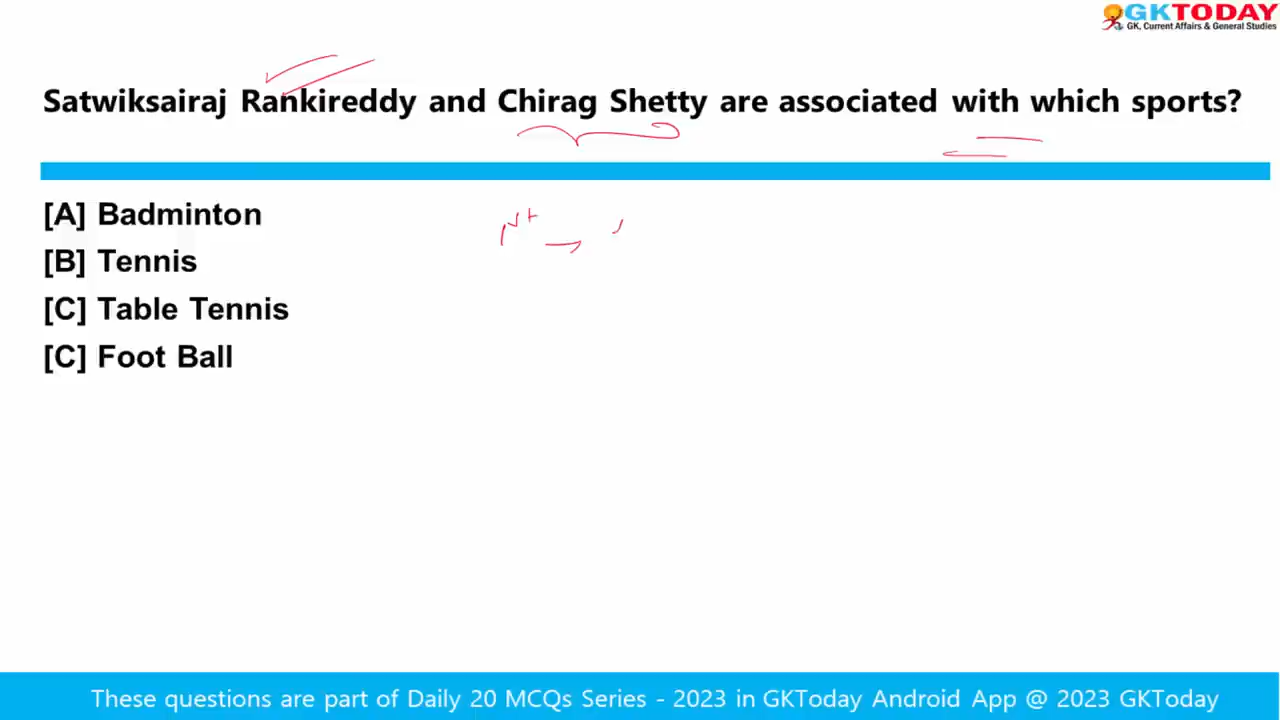 GKTODAY
GK, Current Affairs & General Studies
Satwiksairaj Rankireddy and Chirag Shetty are associated with which sports?
[A] Badminton
[B] Tennis
[C] Table Tennis
[C] Foot Ball
These questions are part of Daily 20 MCQs Series - 2023 in GKToday Android App @ 2023 GKToday